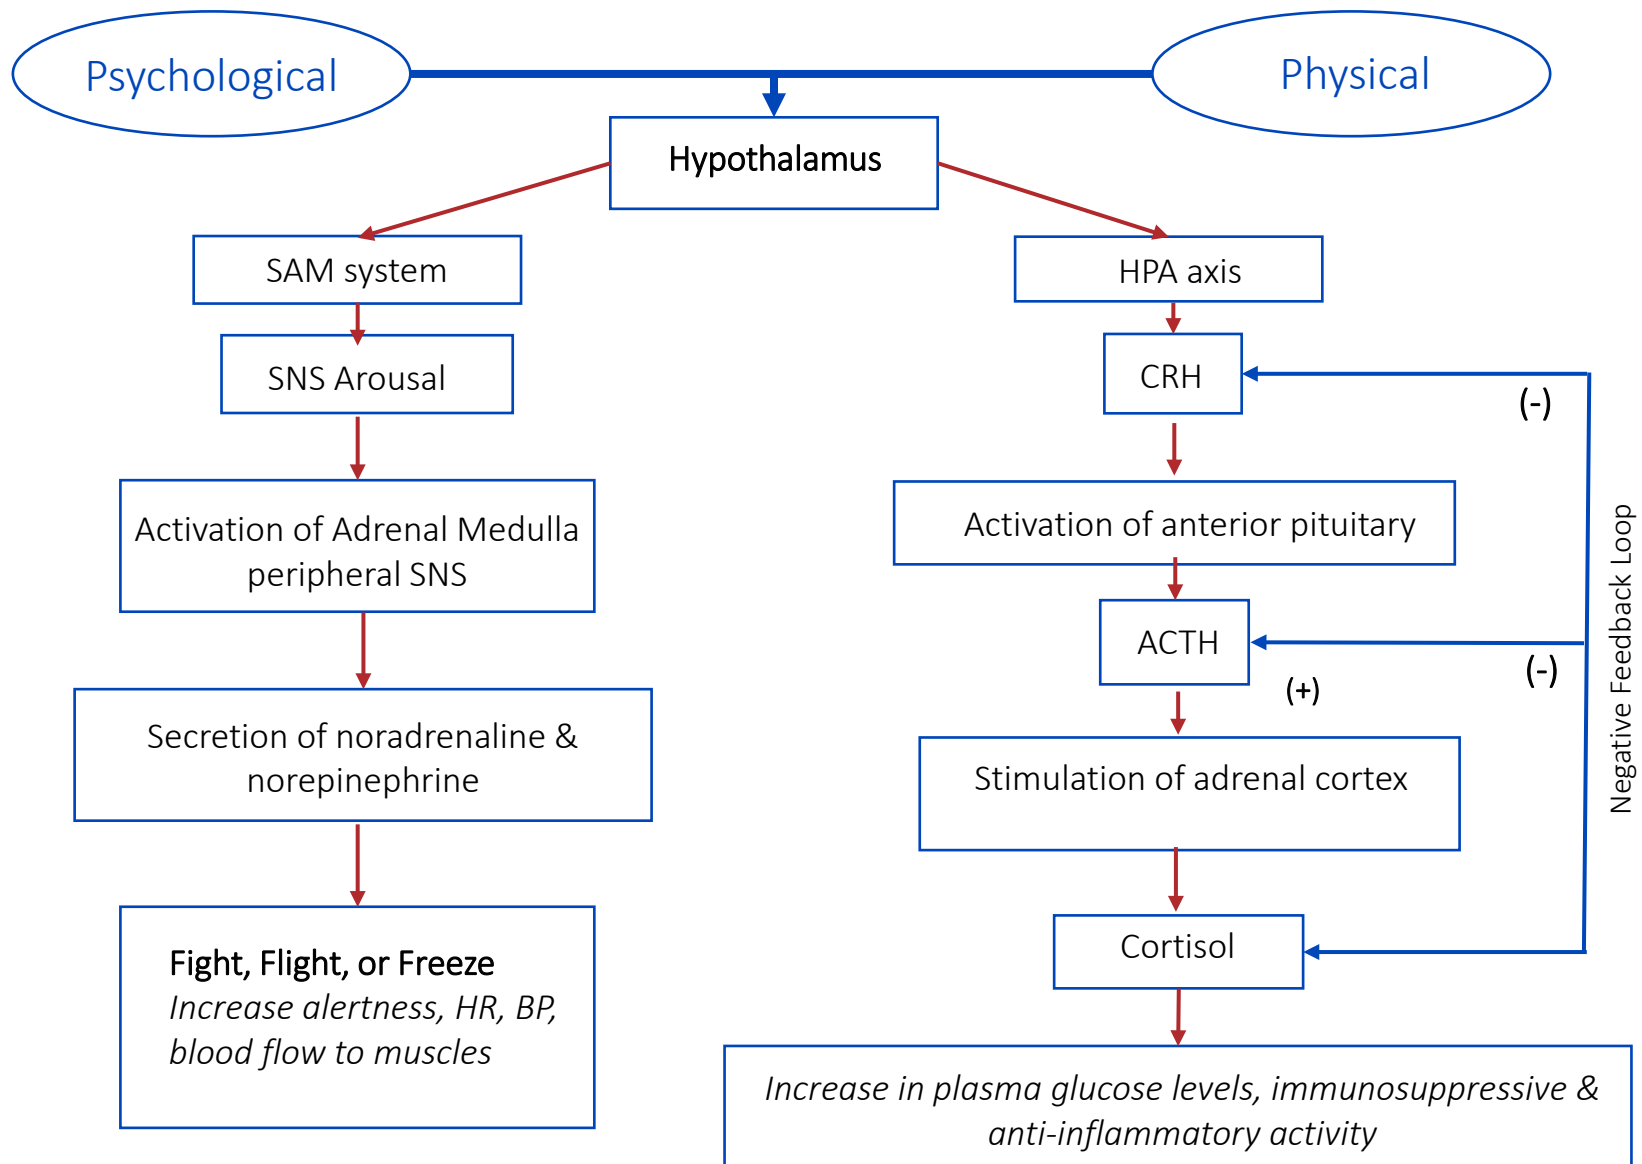 Psychological
Physical
Hypothalamus
SAM system
HPA axis
SNS Arousal
CRH
(-)
Activation of Adrenal Medulla
peripheral SNS
Activation of anterior pituitary
ACTH
(-)
(+)
Negative Feedback Loop
Secretion of noradrenaline &
norepinephrine
Stimulation of adrenal cortex
Cortisol
Fight, Flight, or Freeze
Increase alertness, HR, BP,
blood flow to muscles
Increase in plasma glucose levels, immunosuppressive &
anti-inflammatory activity